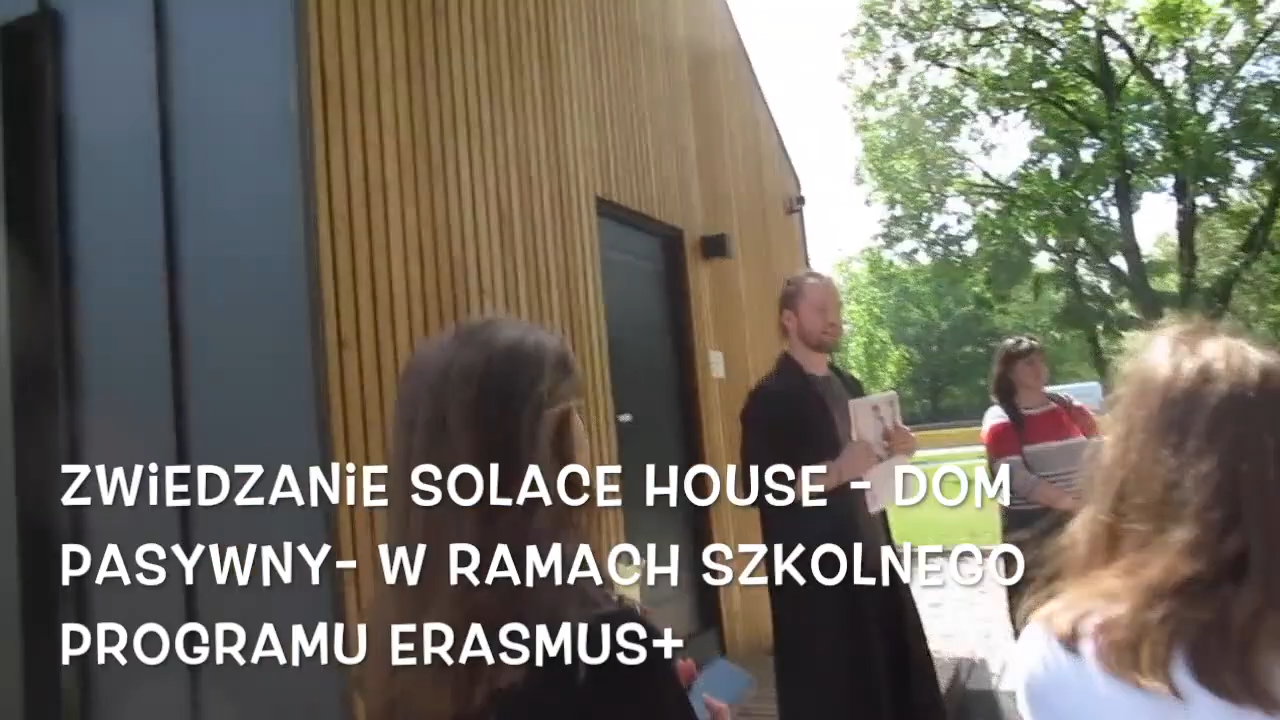 ZWIEDZANIE SOLACE HOUSE - DOM
PASYWNY- W RAMACH SZKOLNEGO
PROGRAMU ERASMUS+